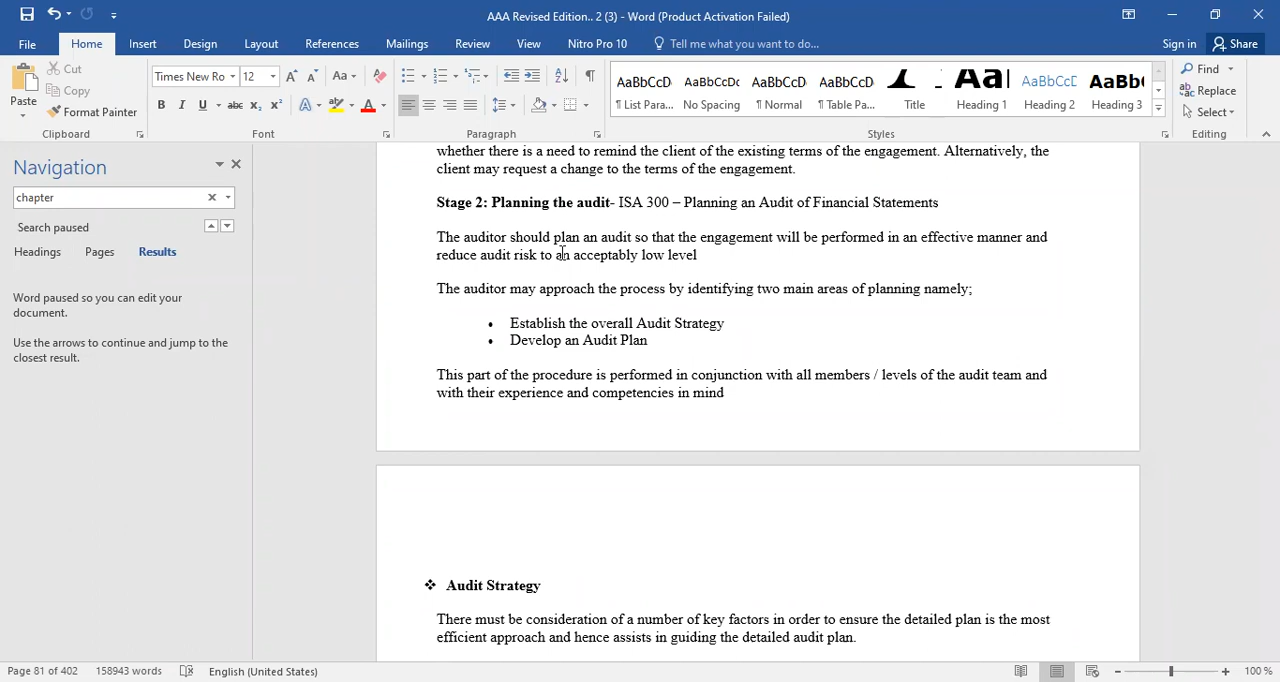 AAA Revised Edition.. 2 (3) - Word (Product Activation Failed)
File Home Insert Design Layout References Mailings Review View Nitro Pro 10 Tell me what you want to do... Sign in Share
Paste
Cut
Copy
Format Painter
Clipboard
Times New Ro 12
Font
Paragraph
AaBbCcD AaBbCcDc AaBbCcD AaBbCcD Aa AaBbCcD AaBbC
¶ List Para... No Spacing ¶ Normal ¶ Table Pa... Title Heading 1 Heading 2 Heading 3
Styles
Find
Replace
Select
Editing
Navigation
chapter
Search paused
Headings Pages Results
Word paused so you can edit your
document.
Use the arrows to continue and jump to the
closest result.
whether there is a need to remind the client of the existing terms of the engagement. Alternatively, the
client may request a change to the terms of the engagement.
Stage 2: Planning the audit- ISA 300 – Planning an Audit of Financial Statements
The auditor should plan an audit so that the engagement will be performed in an effective manner and
reduce audit risk to an acceptably low level
The auditor may approach the process by identifying two main areas of planning namely;
• Establish the overall Audit Strategy
• Develop an Audit Plan
This part of the procedure is performed in conjunction with all members / levels of the audit team and
with their experience and competencies in mind
❖ Audit Strategy
There must be consideration of a number of key factors in order to ensure the detailed plan is the most
efficient approach and hence assists in guiding the detailed audit plan.
Page 81 of 402 158943 words English (United States) 100 %